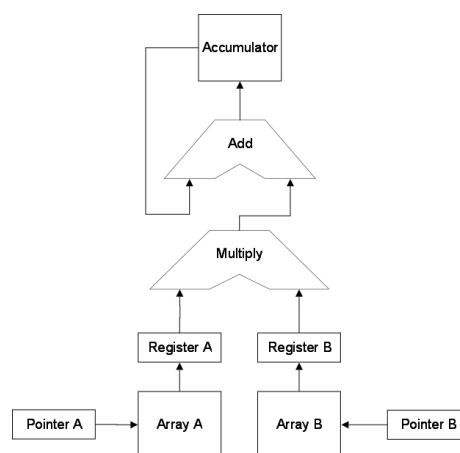 Accumulator
Add
Multiply
Register A
Register B
Pointer A
Array A
Array B
Pointer B